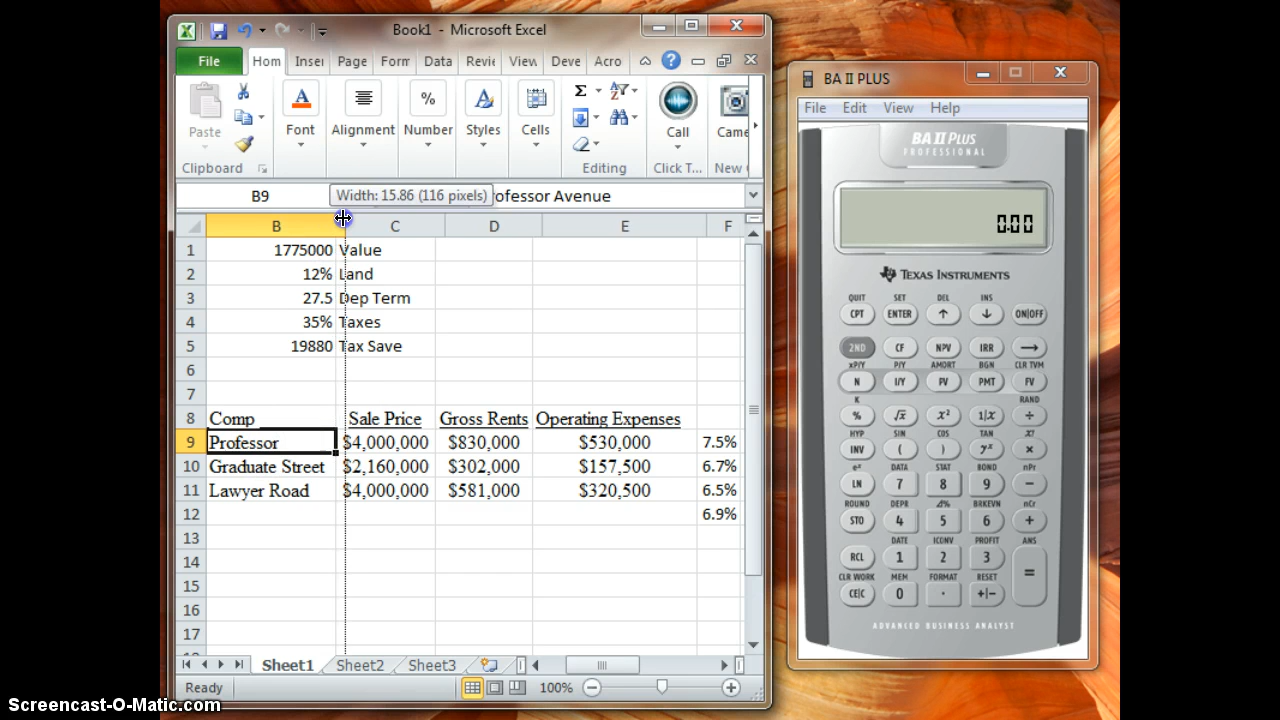 Book1 - Microsoft Excel
File Hom Inser Page Form Data Revie View Deve Acro
Paste Font Alignment Number Styles Cells Σ Call Came
Clipboard Editing Click T... New
B9 Width: 15.86 (116 pixels) ofessor Avenue
B C D E F
1 1775000 Value
2 12% Land
3 27.5 Dep Term
4 35% Taxes
5 19880 Tax Save
6
7
8 Comp Sale Price Gross Rents Operating Expenses
9 Professor $4,000,000 $830,000 $530,000 7.5%
10 Graduate Street $2,160,000 $302,000 $157,500 6.7%
11 Lawyer Road $4,000,000 $581,000 $320,500 6.5%
12 6.9%
13
14
15
16
17
Sheet1 Sheet2 Sheet3
Ready 100%
Screencast-O-Matic.com
BA II PLUS
File Edit View Help
BA II PLUS
PROFESSIONAL
0.00
TEXAS INSTRUMENTS
QUIT SET DEL INS
CPT ENTER ↑ ↓ ON|OFF
2ND CF NPV IRR →
xP/Y P/Y AMORT BGN CLR TVM
N I/Y PV PMT FV
K RAND
% √x x² 1/x ÷
HYP SIN COS TAN x!
INV ( ) yˣ ×
eˣ DATA STAT BOND nPr
LN 7 8 9 −
ROUND DEPR Δ% BRKEVN nCr
STO 4 5 6 +
DATE ICONV PROFIT ANS
RCL 1 2 3 =
CLR WORK MEM FORMAT RESET
CE|C 0 . +|−
ADVANCED BUSINESS ANALYST